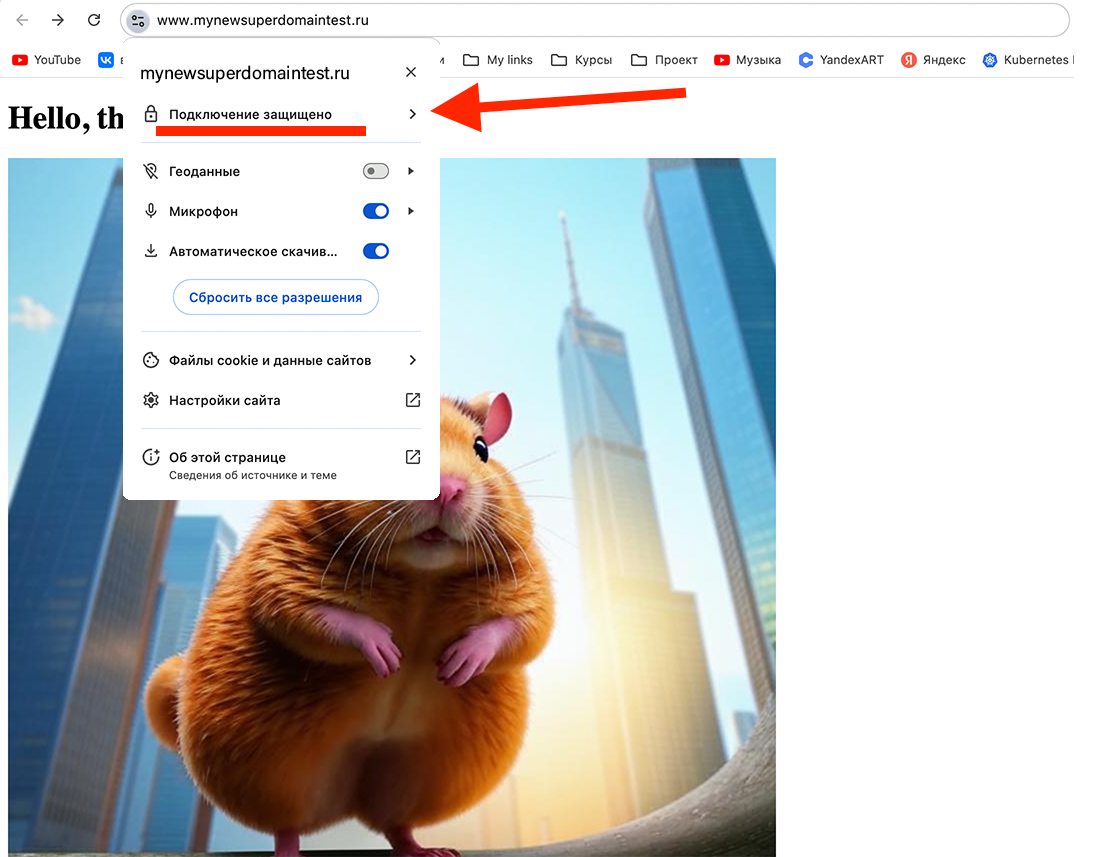 www.mynewsuperdomaintest.ru
YouTube
My links Курсы Проект Музыка YandexART Яндекс Kubernetes
mynewsuperdomaintest.ru
Подключение защищено
Hello, th
Геоданные
Микрофон
Автоматическое скачив...
Сбросить все разрешения
Файлы cookie и данные сайтов
Настройки сайта
Об этой странице
Сведения об источнике и теме